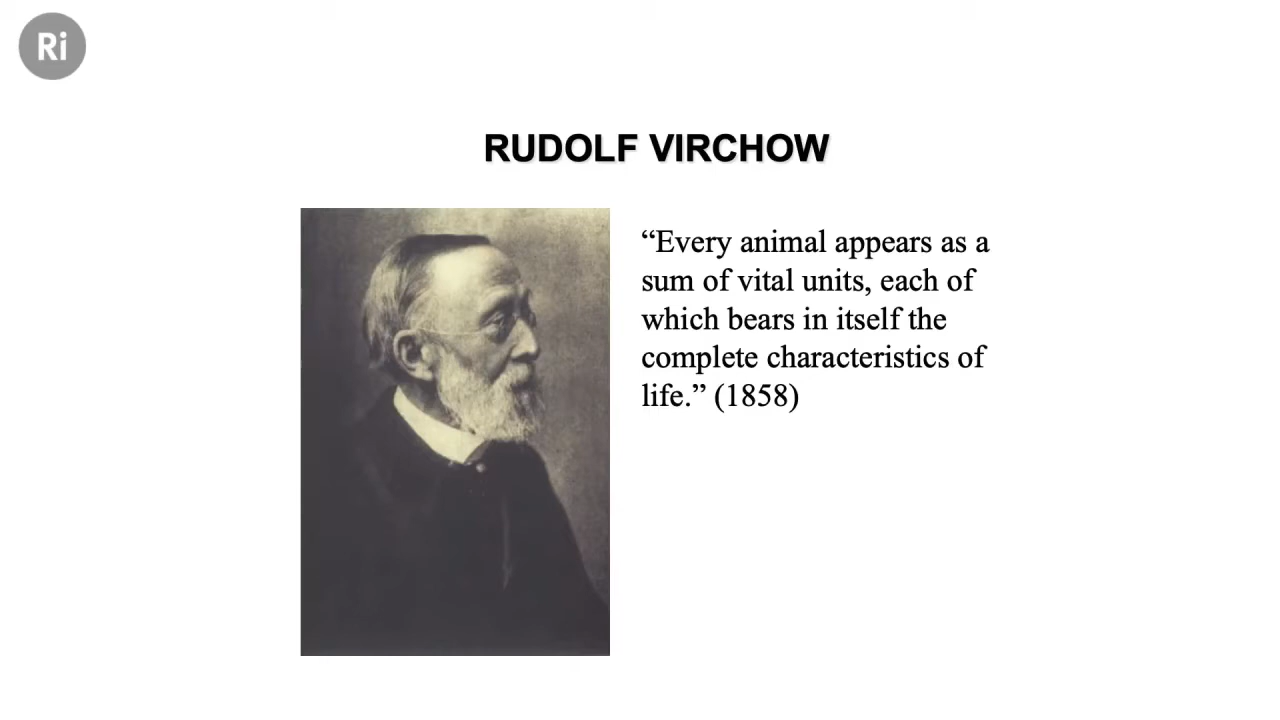 Ri
RUDOLF VIRCHOW
“Every animal appears as a
sum of vital units, each of
which bears in itself the
complete characteristics of
life.” (1858)